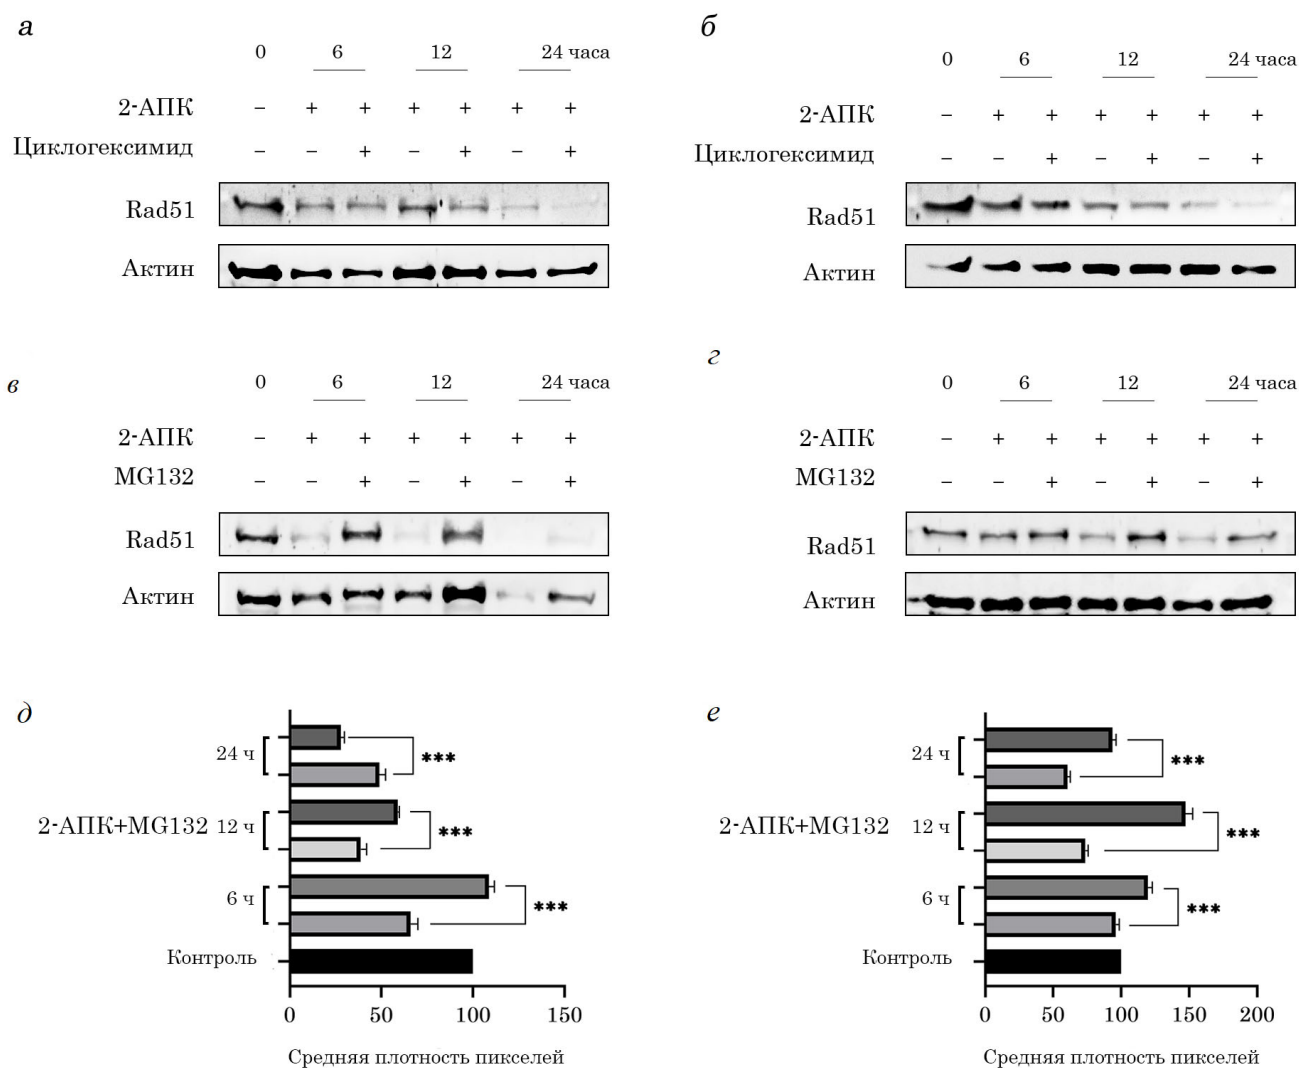 а
0 6 12 24 часа
2-АПК – + + + + + +
Циклогексимид – – + – + – +
Rad51
Актин
б
0 6 12 24 часа
2-АПК – + + + + + +
Циклогексимид – – + – + – +
Rad51
Актин
в
0 6 12 24 часа
2-АПК – + + + + + +
MG132 – – + – + – +
Rad51
Актин
г
0 6 12 24 часа
2-АПК – + + + + + +
MG132 – – + – + – +
Rad51
Актин
д
24 ч ***
2-АПК+MG132 12 ч ***
6 ч ***
Контроль
0 50 100 150
Средняя плотность пикселей
е
24 ч ***
2-АПК+MG132 12 ч ***
6 ч ***
Контроль
0 50 100 150 200
Средняя плотность пикселей